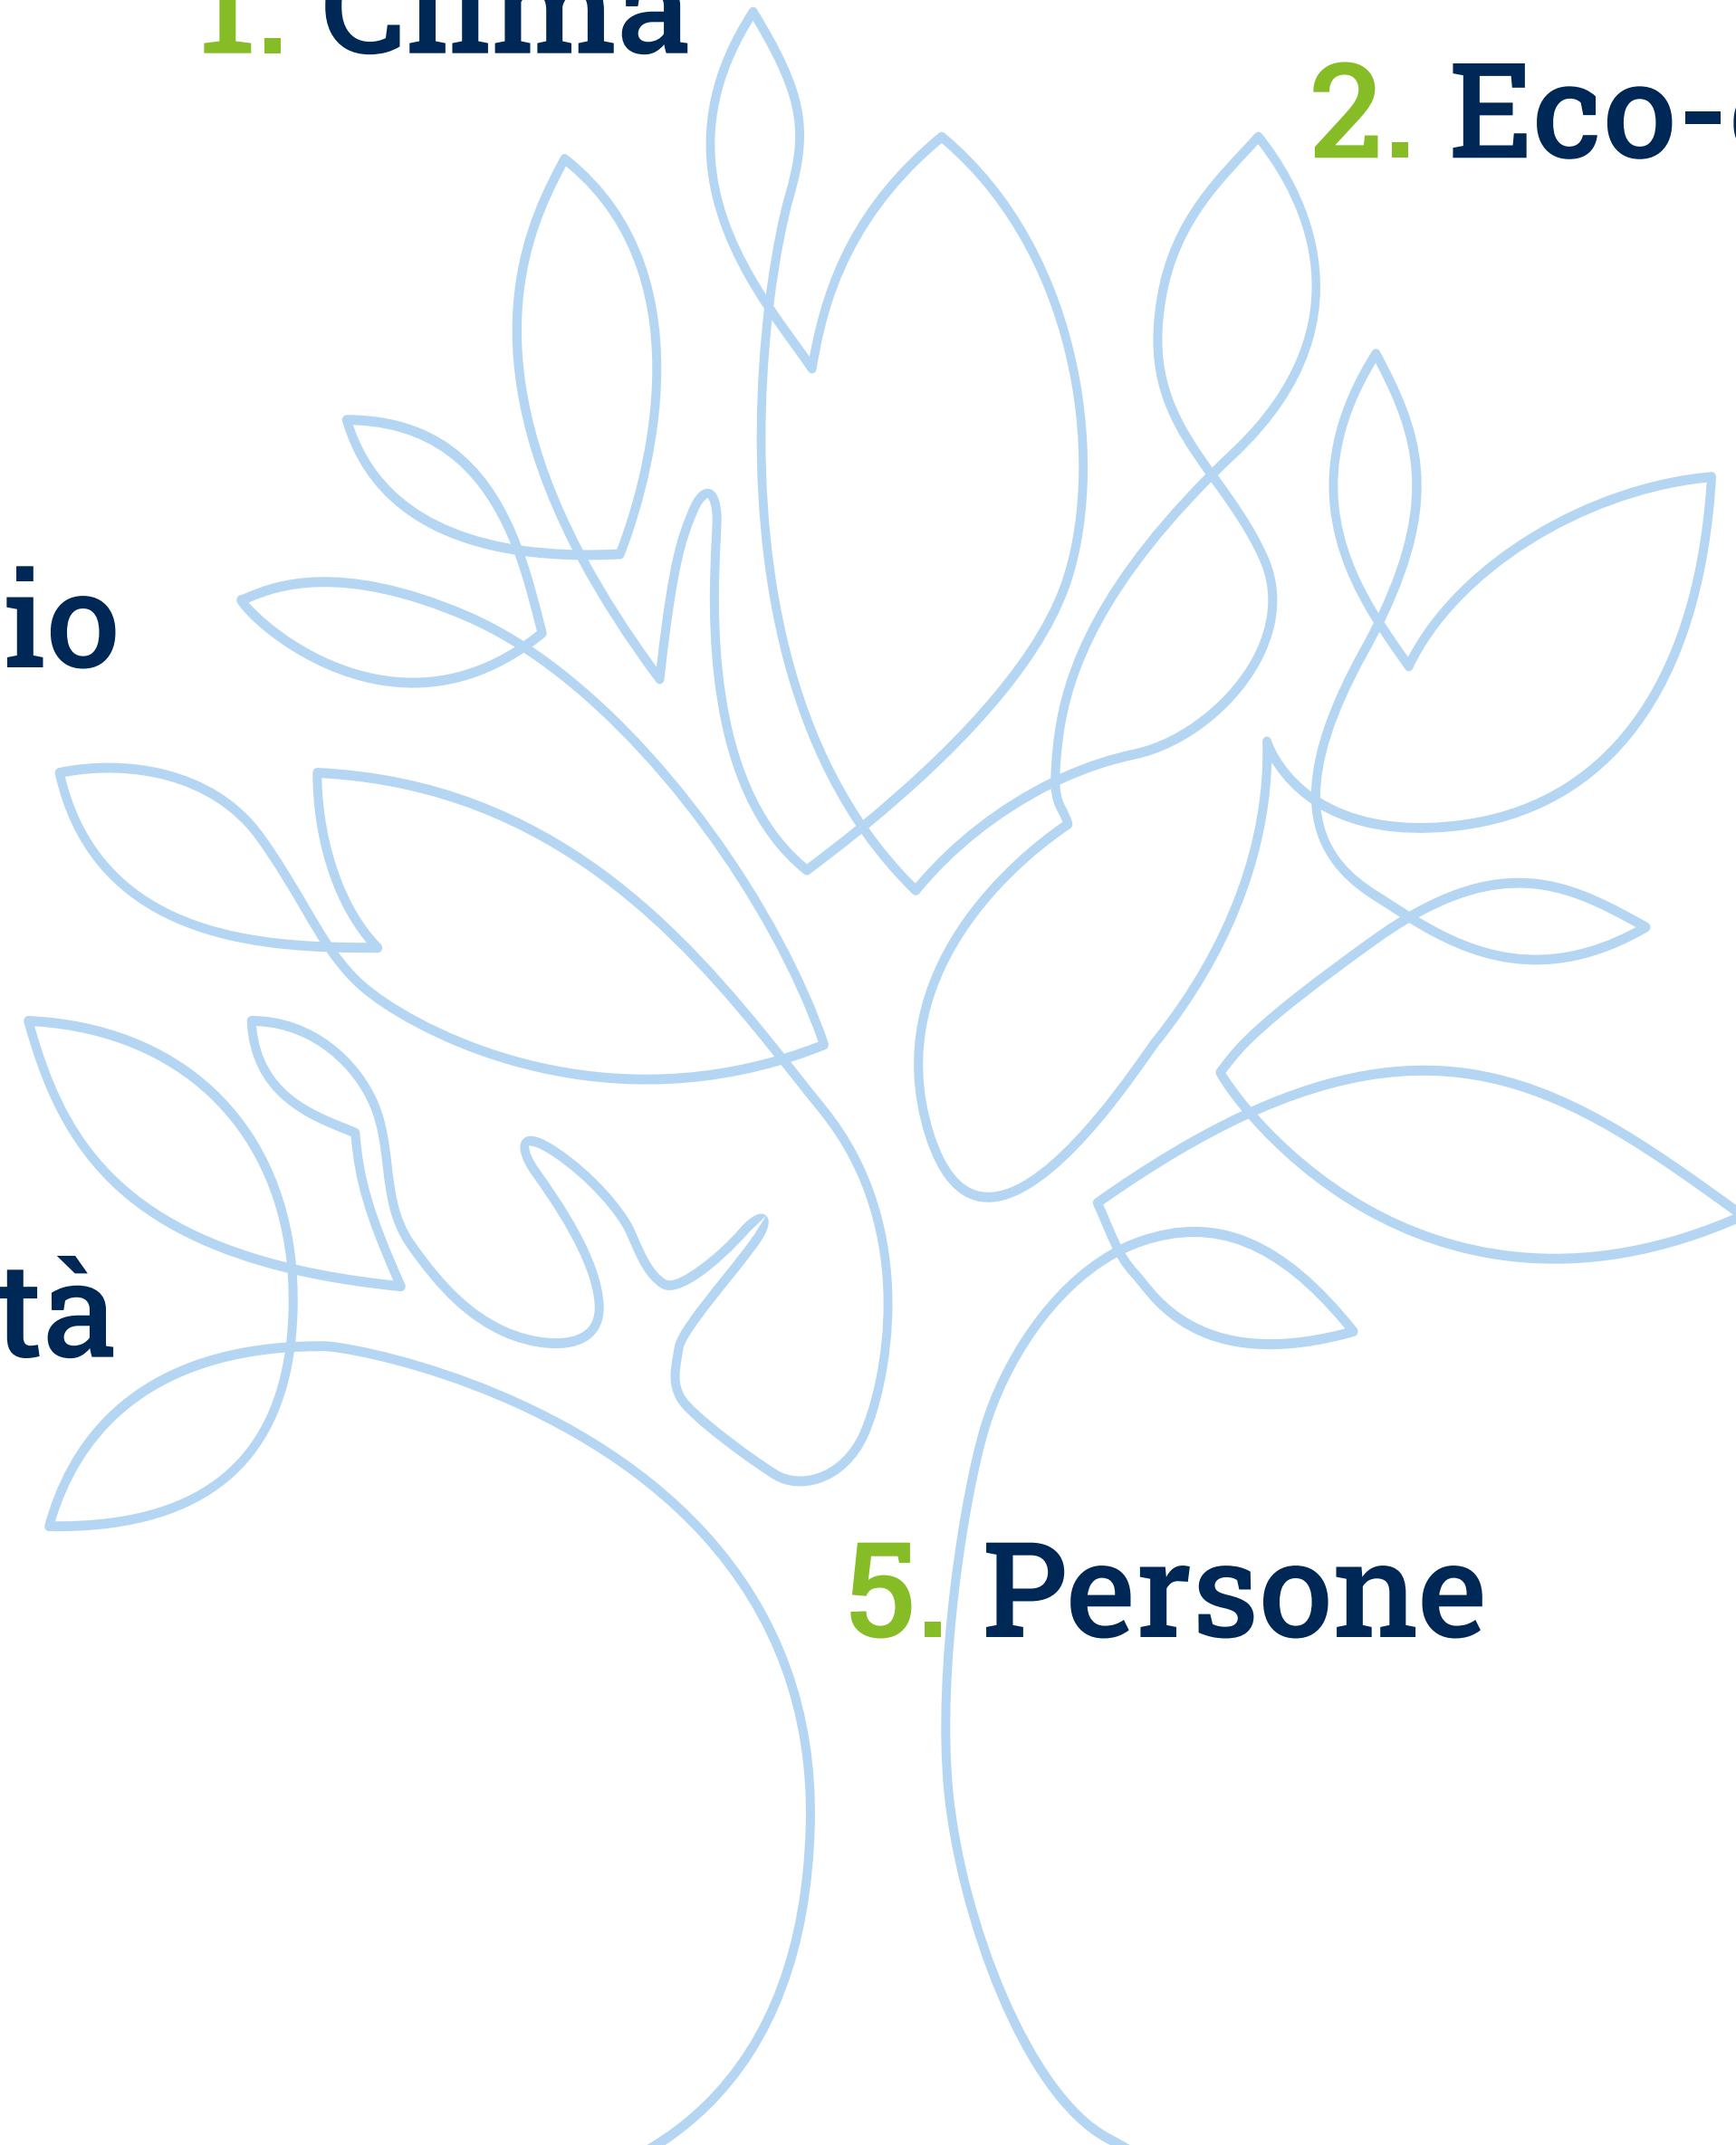 1. Clima
2. Eco-
io
tà
5. Persone